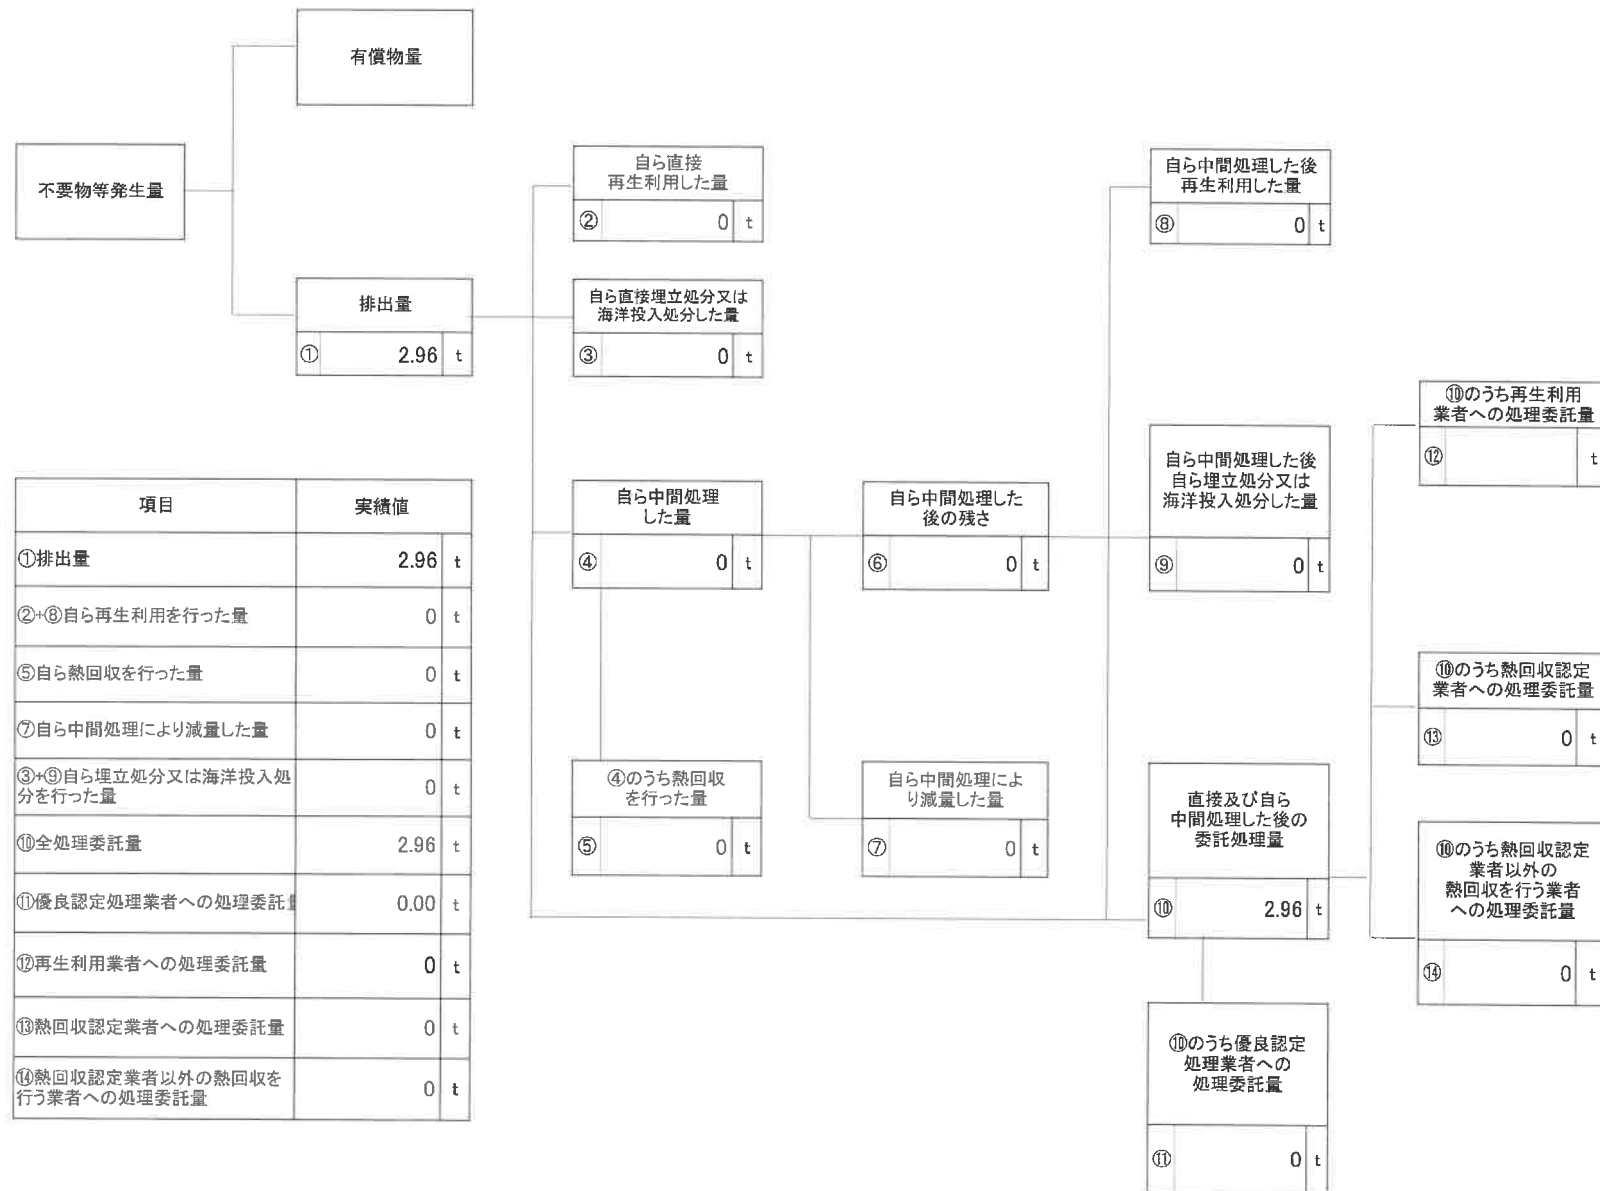 有償物量
不要物等発生量
排出量
① 2.96 t
自ら直接
再生利用した量
② 0 t
自ら直接埋立処分又は
海洋投入処分した量
③ 0 t
自ら中間処理した後
再生利用した量
⑧ 0 t
自ら中間処理
した量
④ 0 t
自ら中間処理した
後の残さ
⑥ 0 t
自ら中間処理した後
自ら埋立処分又は
海洋投入処分した量
⑨ 0 t
⑩のうち再生利用
業者への処理委託量
⑫ t
⑩のうち熱回収認定
業者への処理委託量
⑬ 0 t
④のうち熱回収
を行った量
⑤ 0 t
自ら中間処理によ
り減量した量
⑦ 0 t
直接及び自ら
中間処理した後の
委託処理量
⑩ 2.96 t
⑩のうち熱回収認定
業者以外の
熱回収を行う業者
への処理委託量
⑭ 0 t
⑩のうち優良認定
処理業者への
処理委託量
⑪ 0 t
項目 実績値
①排出量 2.96 t
②+⑧自ら再生利用を行った量 0 t
⑤自ら熱回収を行った量 0 t
⑦自ら中間処理により減量した量 0 t
③+⑨自ら埋立処分又は海洋投入処
分を行った量 0 t
⑩全処理委託量 2.96 t
⑪優良認定処理業者への処理委託 0.00 t
⑫再生利用業者への処理委託量 0 t
⑬熱回収認定業者への処理委託量 0 t
⑭熱回収認定業者以外の熱回収を
行う業者への処理委託量 0 t